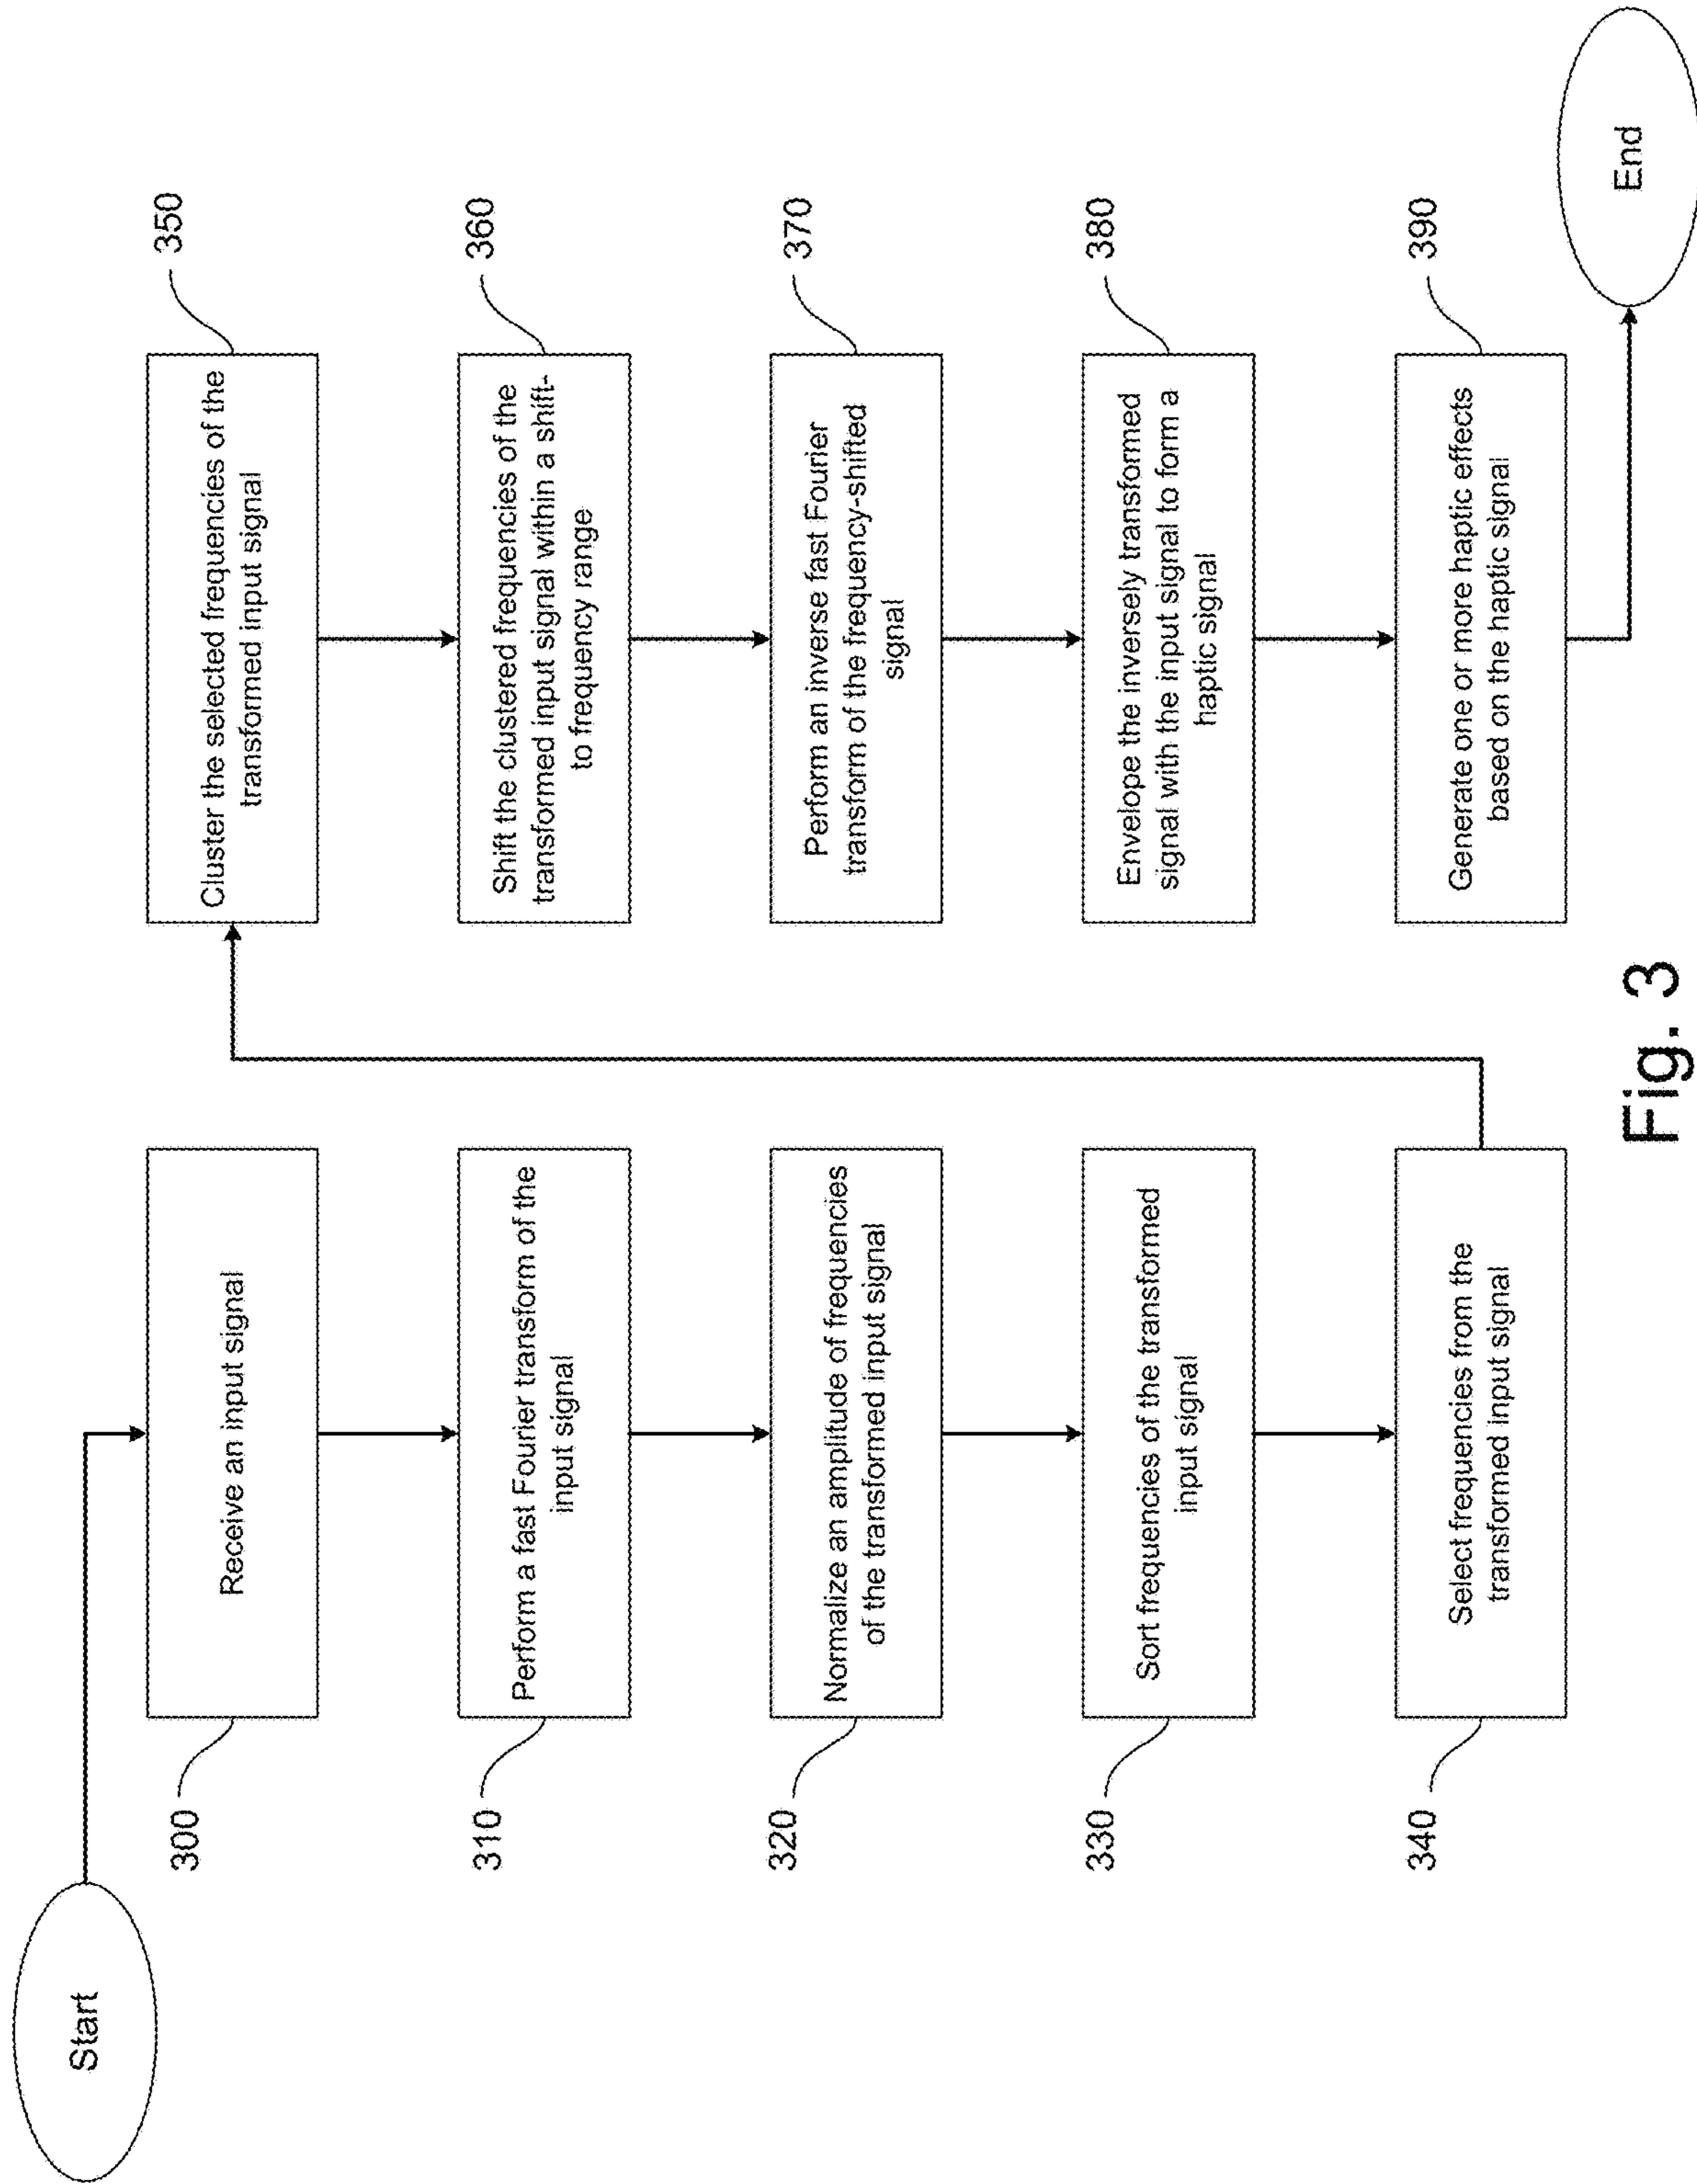 Start
300
Receive an input signal
310
Perform a fast Fourier transform of the
input signal
320
Normalize an amplitude of frequencies
of the transformed input signal
330
Sort frequencies of the transformed
input signal
340
Select frequencies from the
transformed input signal
350
Cluster the selected frequencies of the
transformed input signal
360
Shift the clustered frequencies of the
transformed input signal within a shift-
to frequency range
370
Perform an inverse fast Fourier
transform of the frequency-shifted
signal
380
Envelope the inversely transformed
signal with the input signal to form a
haptic signal
390
Generate one or more haptic effects
based on the haptic signal
End
Fig. 3